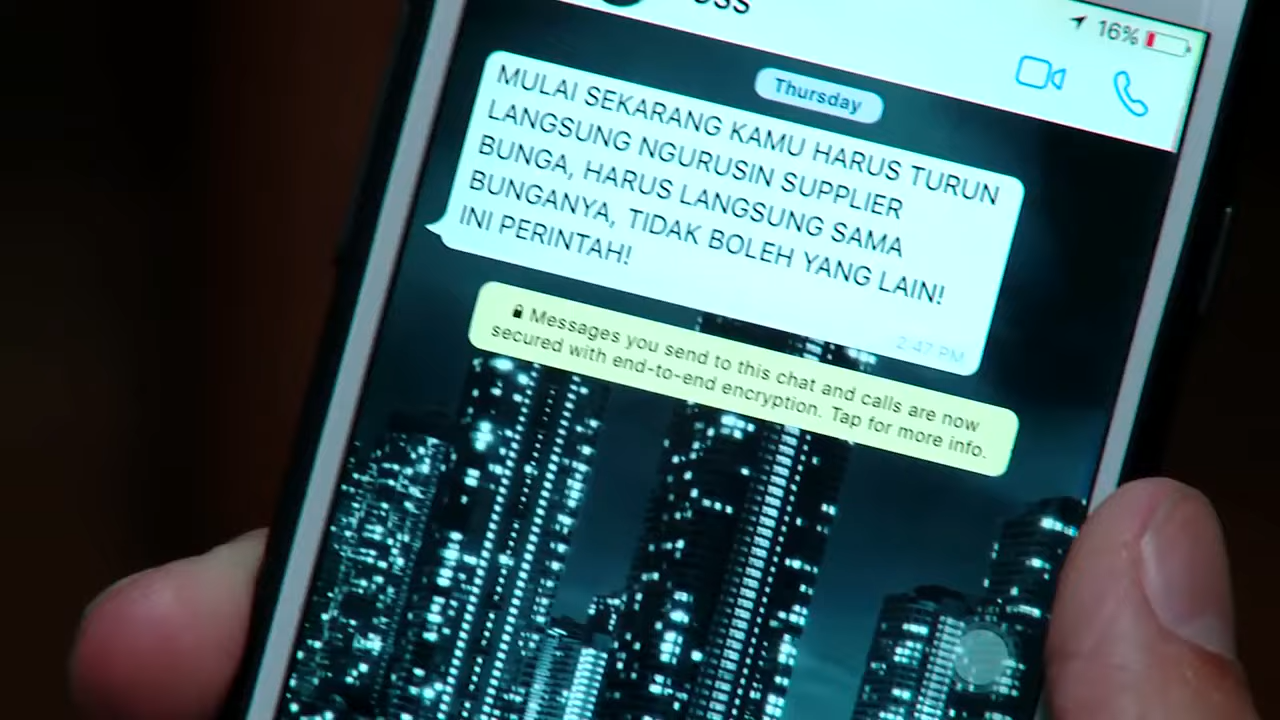 16%
Thursday
MULAI SEKARANG KAMU HARUS TURUN
LANGSUNG NGURUSIN SUPPLIER
BUNGA, HARUS LANGSUNG SAMA
BUNGANYA, TIDAK BOLEH YANG LAIN!
INI PERINTAH!
2:47 PM
Messages you send to this chat and calls are now
secured with end-to-end encryption. Tap for more info.